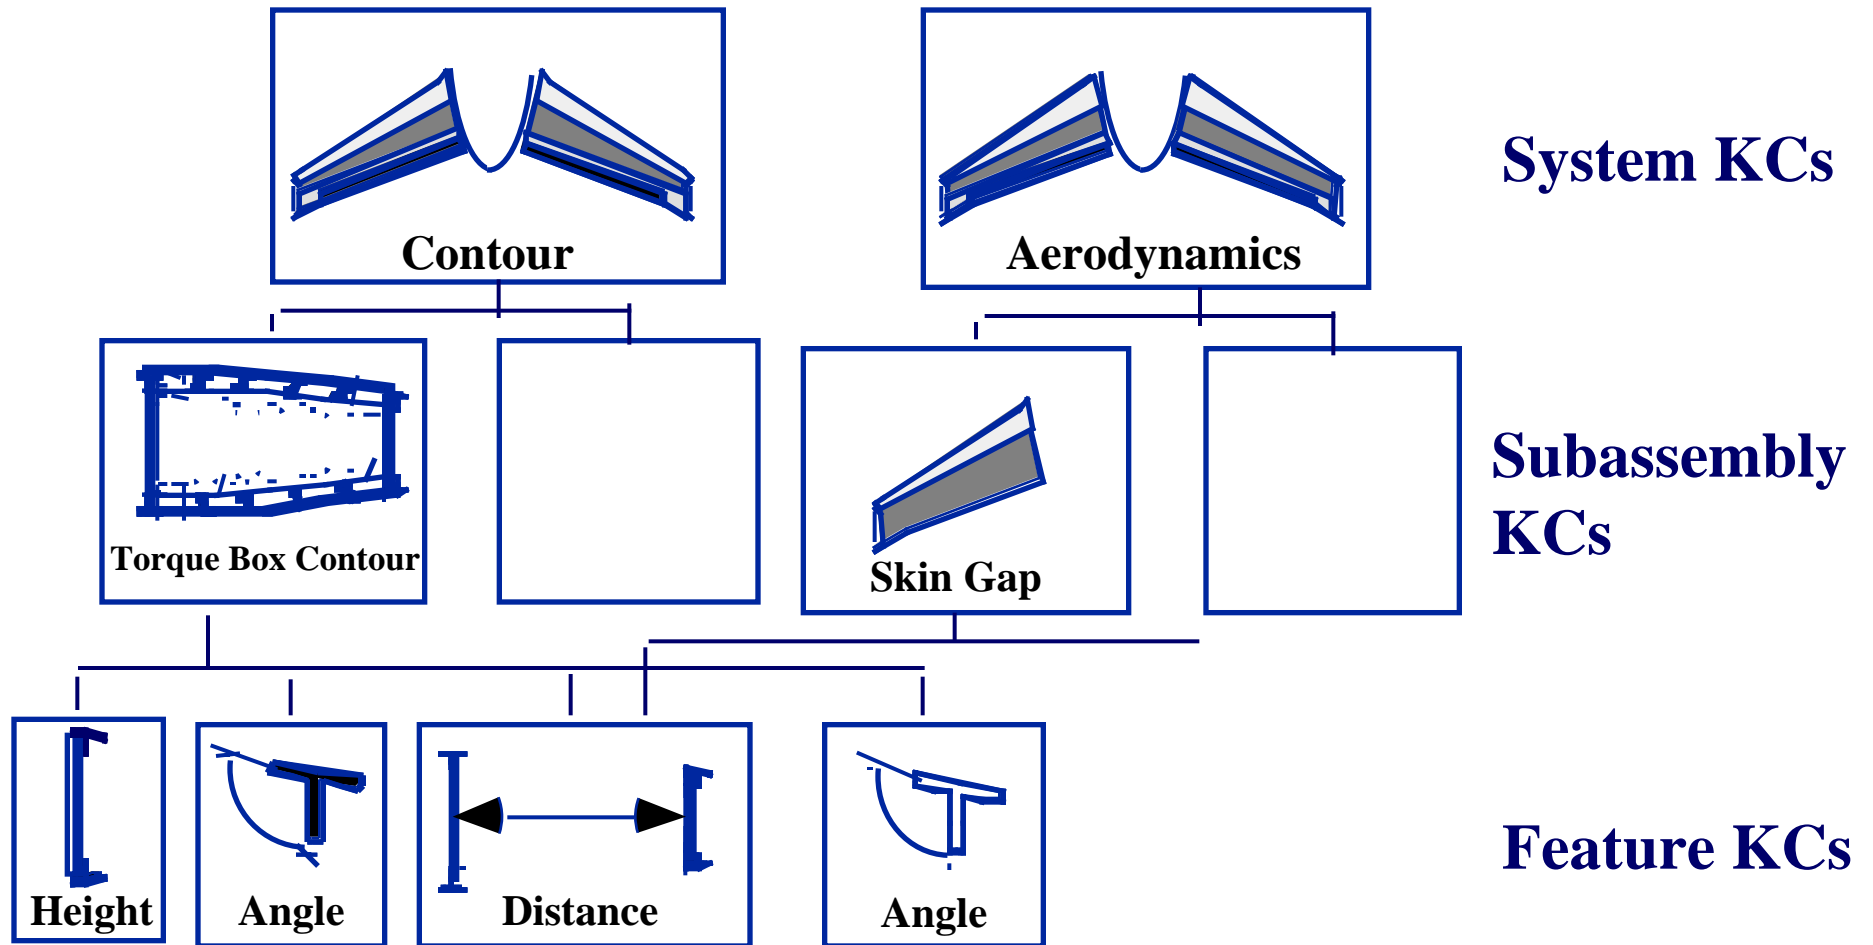 Contour
Aerodynamics
System KCs
Torque Box Contour
Skin Gap
Subassembly
KCs
Height
Angle
Distance
Angle
Feature KCs